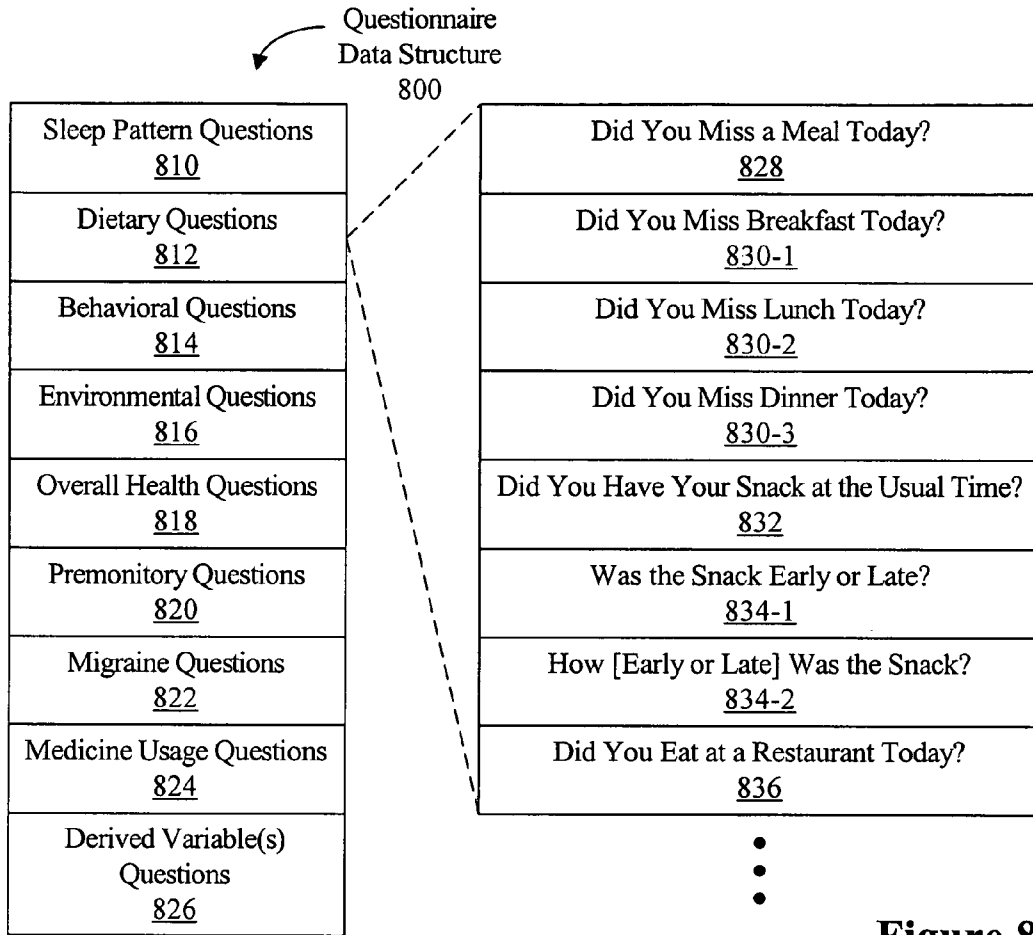 Questionnaire
Data Structure
800
Sleep Pattern Questions
810
Dietary Questions
812
Behavioral Questions
814
Environmental Questions
816
Overall Health Questions
818
Premonitory Questions
820
Migraine Questions
822
Medicine Usage Questions
824
Derived Variable(s)
Questions
826
Did You Miss a Meal Today?
828
Did You Miss Breakfast Today?
830-1
Did You Miss Lunch Today?
830-2
Did You Miss Dinner Today?
830-3
Did You Have Your Snack at the Usual Time?
832
Was the Snack Early or Late?
834-1
How [Early or Late] Was the Snack?
834-2
Did You Eat at a Restaurant Today?
836
Figure 8